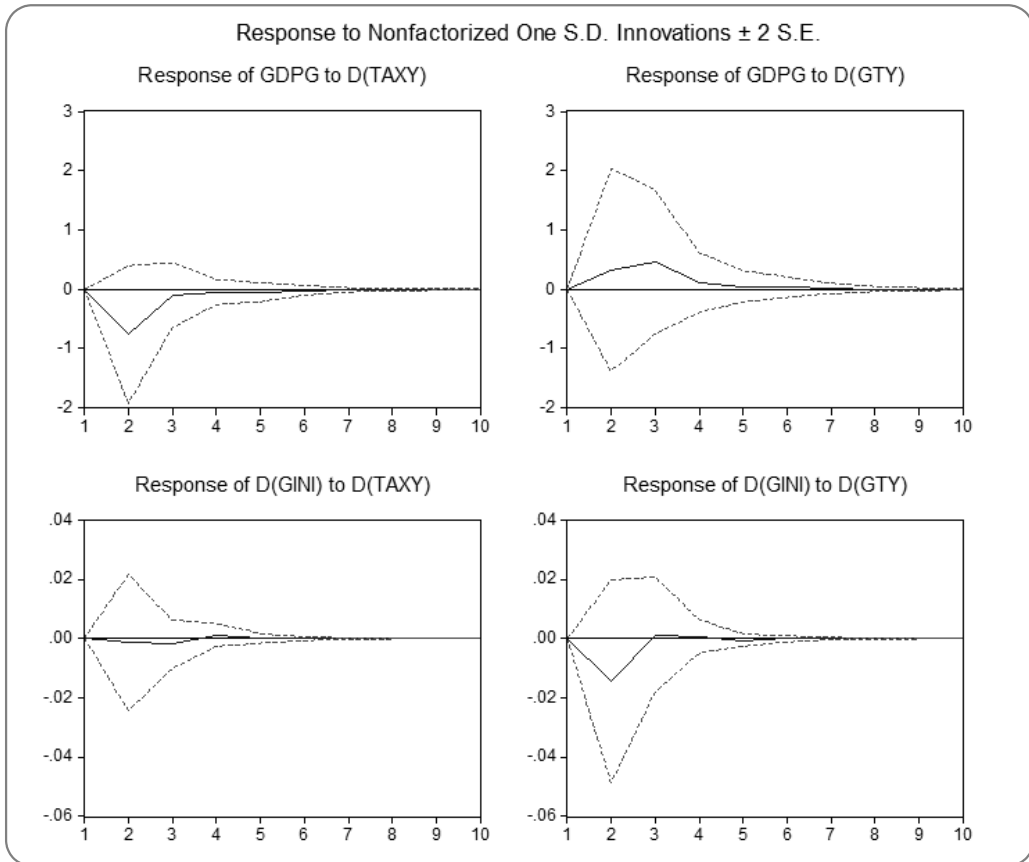 Response to Nonfactorized One S.D. Innovations ± 2 S.E.
Response of GDPG to D(TAXY)
3
2
1
0
-1
-2
1 2 3 4 5 6 7 8 9 10
Response of GDPG to D(GTY)
3
2
1
0
-1
-2
1 2 3 4 5 6 7 8 9 10
Response of D(GINI) to D(TAXY)
.04
.02
.00
-.02
-.04
-.06
1 2 3 4 5 6 7 8 9 10
Response of D(GINI) to D(GTY)
.04
.02
.00
-.02
-.04
-.06
1 2 3 4 5 6 7 8 9 10